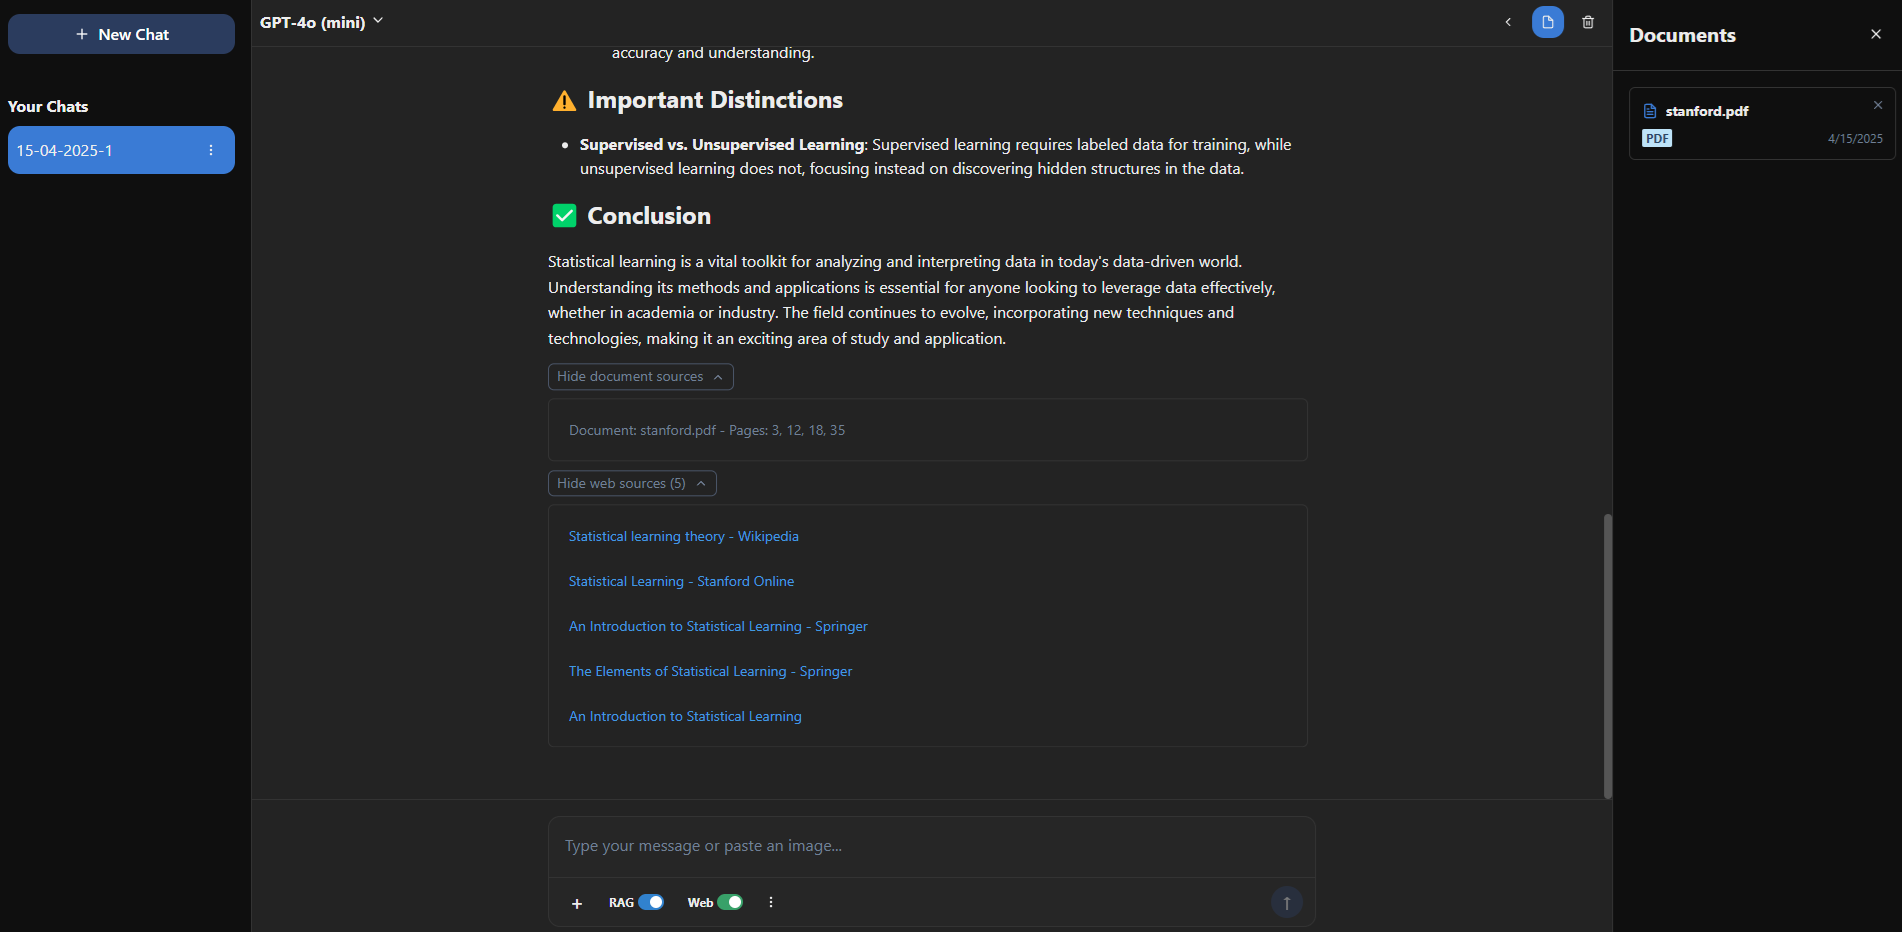 New Chat
Your Chats
15-04-2025-1
GPT-4o (mini)
accuracy and understanding.
Important Distinctions
Supervised vs. Unsupervised Learning: Supervised learning requires labeled data for training, while
unsupervised learning does not, focusing instead on discovering hidden structures in the data.
Conclusion
Statistical learning is a vital toolkit for analyzing and interpreting data in today's data-driven world.
Understanding its methods and applications is essential for anyone looking to leverage data effectively,
whether in academia or industry. The field continues to evolve, incorporating new techniques and
technologies, making it an exciting area of study and application.
Hide document sources
Document: stanford.pdf - Pages: 3, 12, 18, 35
Hide web sources (5)
Statistical learning theory - Wikipedia
Statistical Learning - Stanford Online
An Introduction to Statistical Learning - Springer
The Elements of Statistical Learning - Springer
An Introduction to Statistical Learning
Type your message or paste an image...
RAG
Web
Documents
stanford.pdf
PDF
4/15/2025